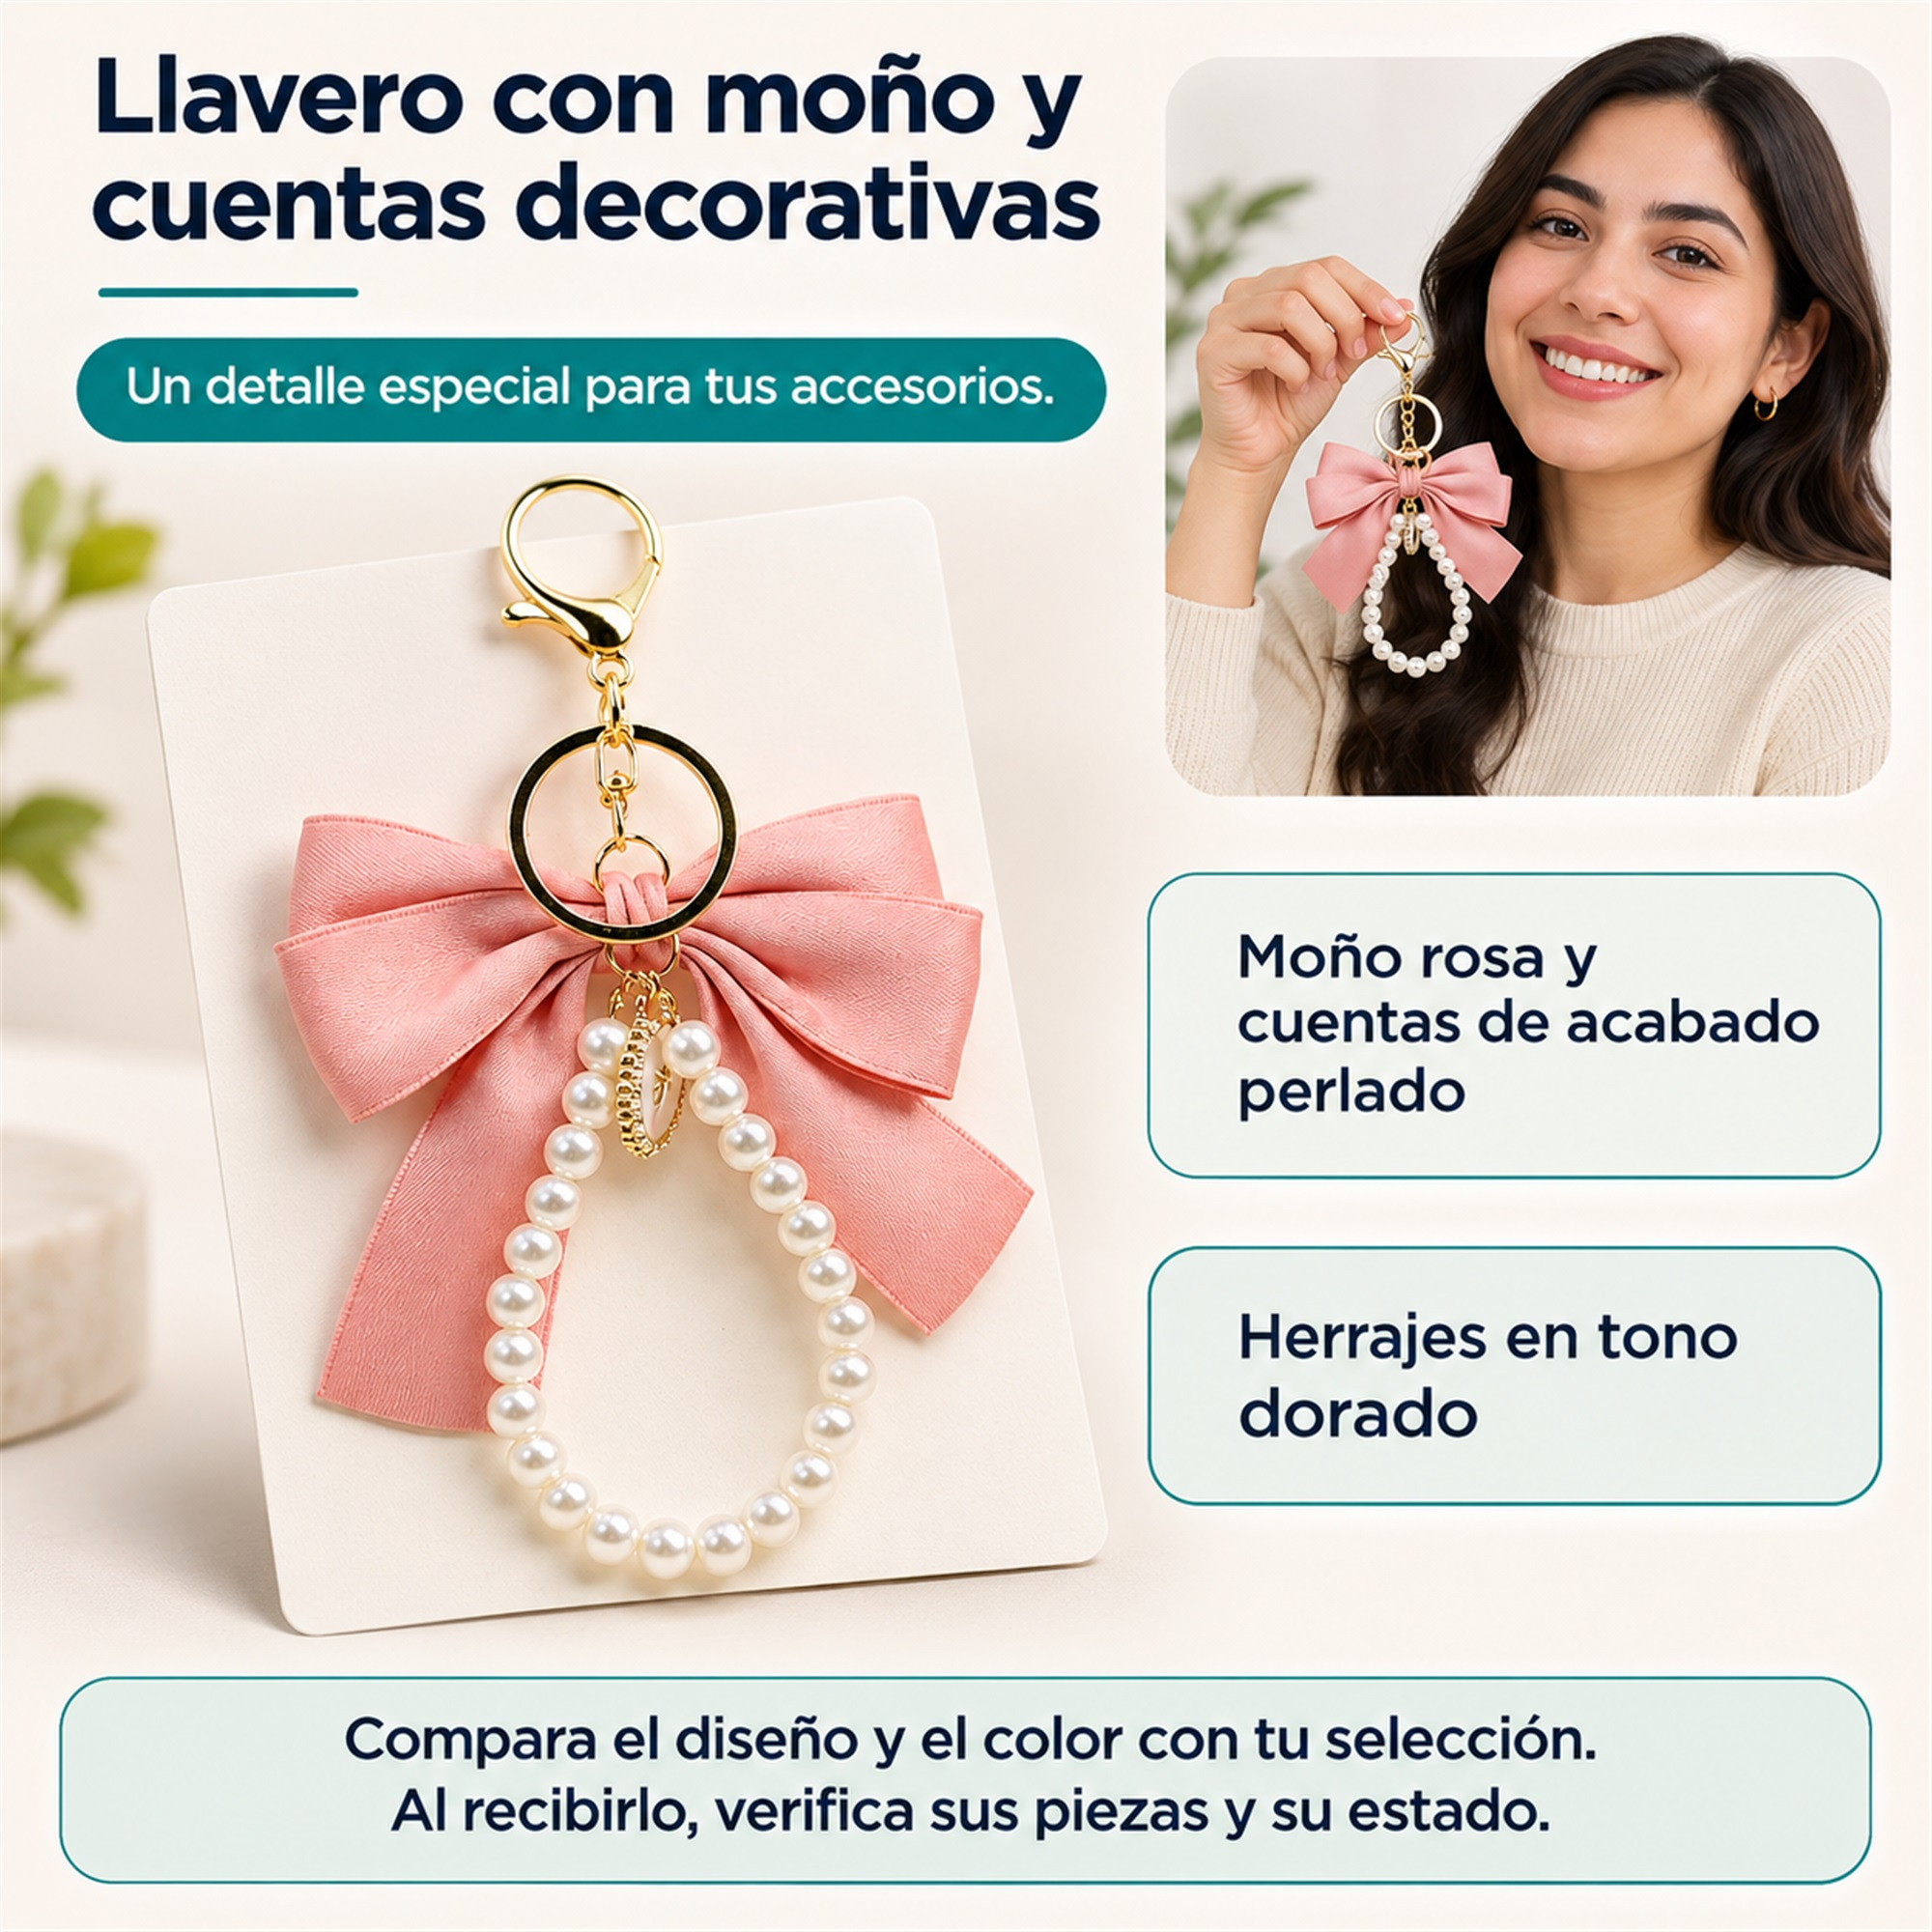 Llavero con moño y
cuentas decorativas
Un detalle especial para tus accesorios.
Moño rosa y
cuentas de acabado
perlado
Herrajes en tono
dorado
Compara el diseño y el color con tu selección.
Al recibirlo, verifica sus piezas y su estado.